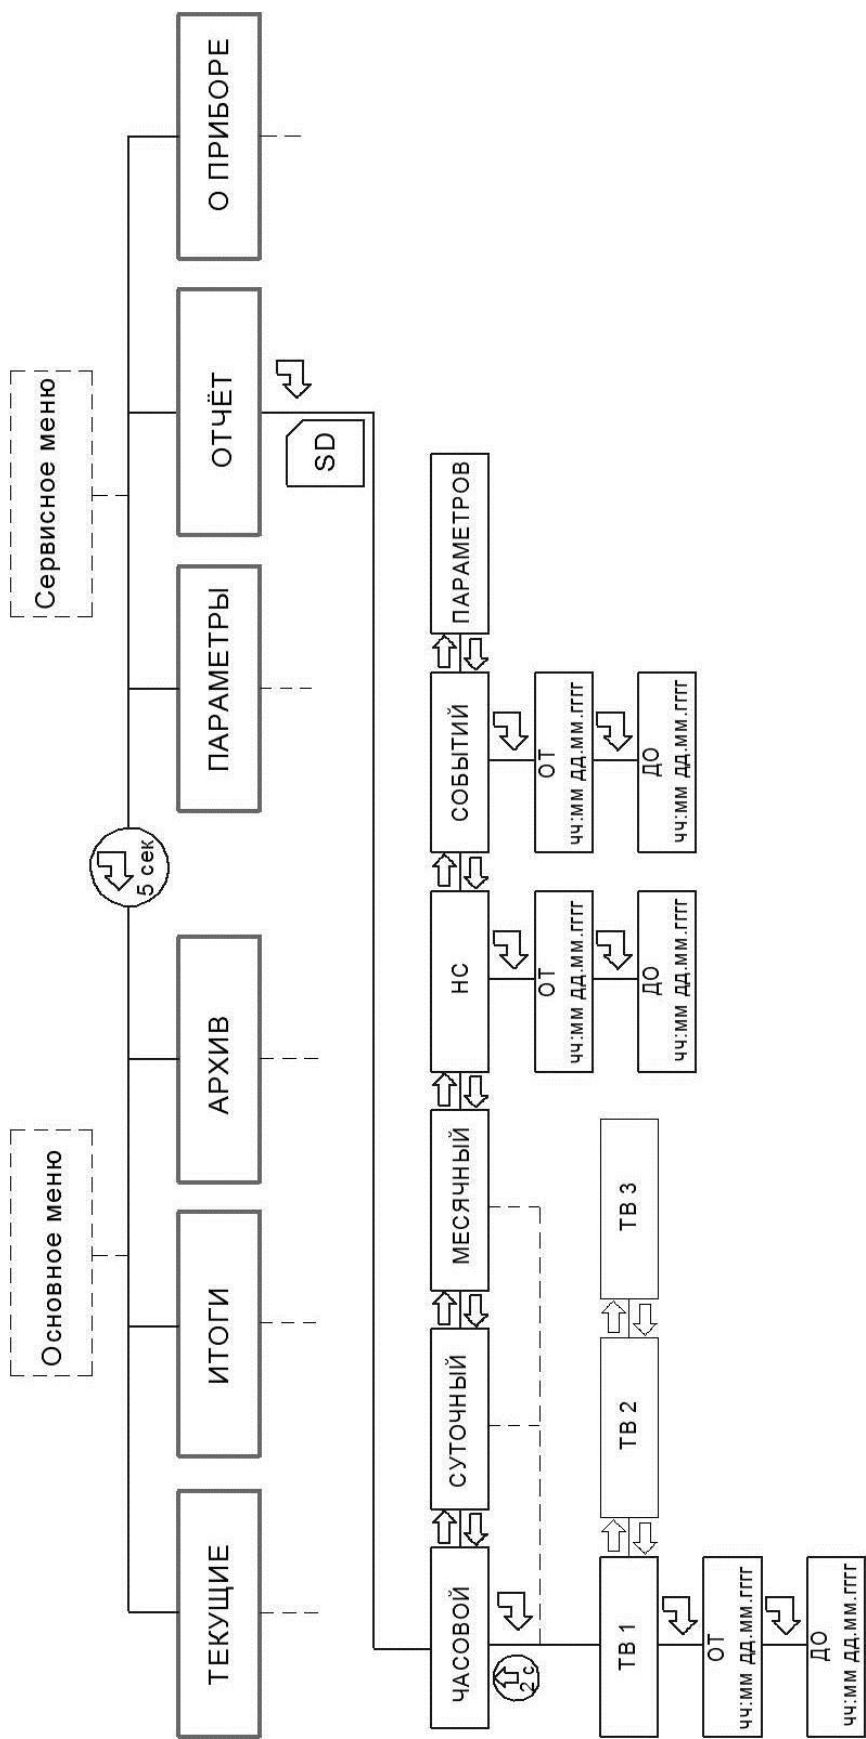 Основное меню
Сервисное меню
5 сек
ТЕКУЩИЕ
ИТОГИ
АРХИВ
ПАРАМЕТРЫ
ОТЧЁТ
О ПРИБОРЕ
SD
ЧАСОВОЙ
СУТОЧНЫЙ
МЕСЯЧНЫЙ
НС
СОБЫТИЙ
ПАРАМЕТРОВ
2 с
ОТ
чч:мм дд.мм.гггг
ДО
чч:мм дд.мм.гггг
ОТ
чч:мм дд.мм.гггг
ДО
чч:мм дд.мм.гггг
ТВ 1
ТВ 2
ТВ 3
ОТ
чч:мм дд.мм.гггг
ДО
чч:мм дд.мм.гггг